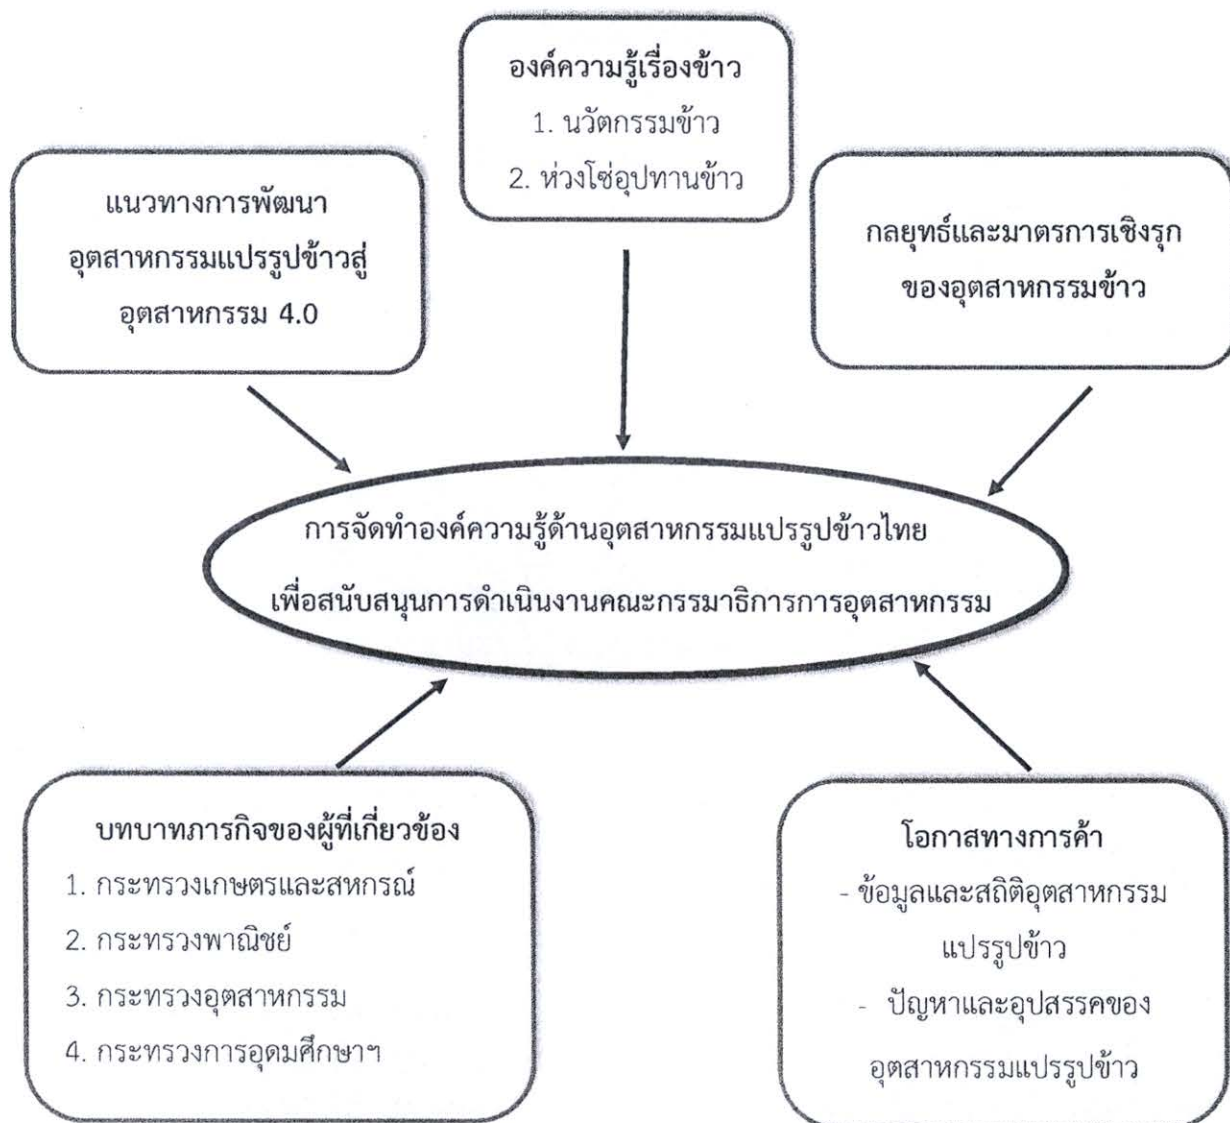 องค์ความรู้เรื่องข้าว
1. นวัตกรรมข้าว
2. ห่วงโซ่อุปทานข้าว
แนวทางการพัฒนา
อุตสาหกรรมแปรรูปข้าวสู่
อุตสาหกรรม 4.0
กลยุทธ์และมาตรการเชิงรุก
ของอุตสาหกรรมข้าว
การจัดทำองค์ความรู้ด้านอุตสาหกรรมแปรรูปข้าวไทย
เพื่อสนับสนุนการดำเนินงานคณะกรรมาธิการการอุตสาหกรรม
บทบาทภารกิจของผู้ที่เกี่ยวข้อง
1. กระทรวงเกษตรและสหกรณ์
2. กระทรวงพาณิชย์
3. กระทรวงอุตสาหกรรม
4. กระทรวงการอุดมศึกษาฯ
โอกาสทางการค้า
- ข้อมูลและสถิติอุตสาหกรรม
แปรรูปข้าว
- ปัญหาและอุปสรรคของ
อุตสาหกรรมแปรรูปข้าว